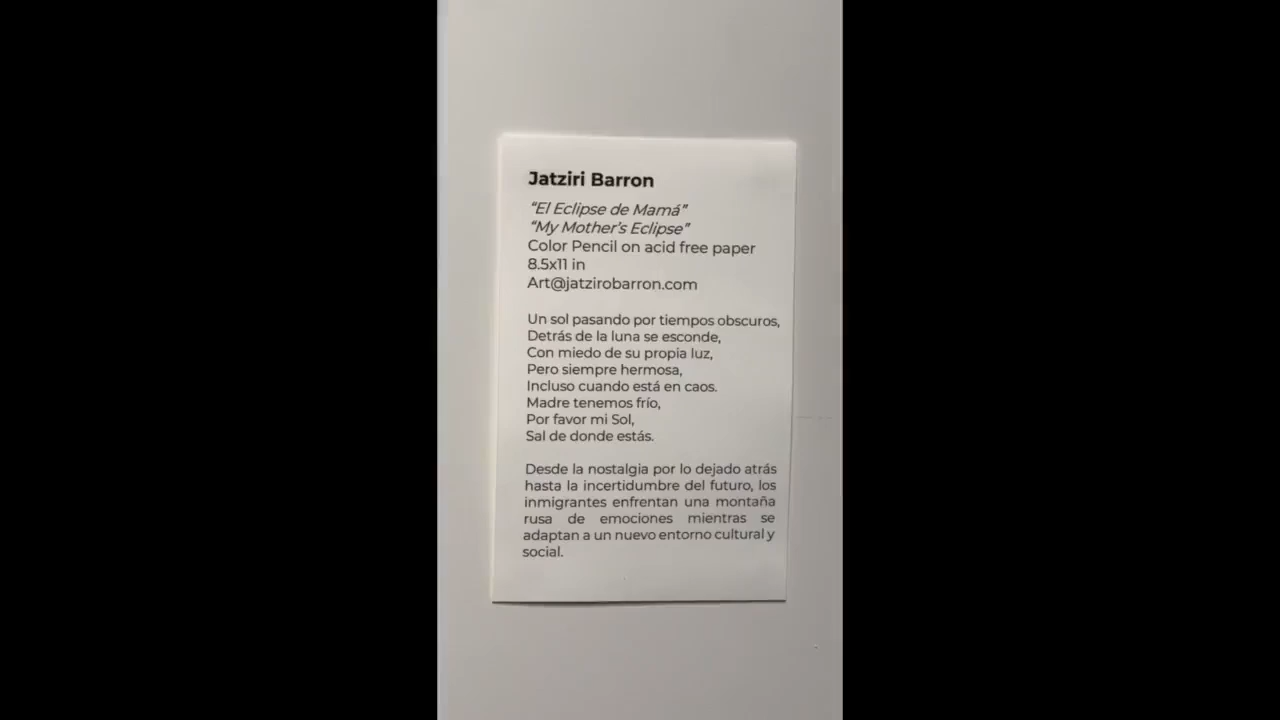 Jatziri Barron
“El Eclipse de Mamá”
“My Mother’s Eclipse”
Color Pencil on acid free paper
8.5x11 in
Art@jatzirobarron.com
Un sol pasando por tiempos obscuros,
Detrás de la luna se esconde,
Con miedo de su propia luz,
Pero siempre hermosa,
Incluso cuando está en caos.
Madre tenemos frío,
Por favor mi Sol,
Sal de donde estás.
Desde la nostalgia por lo dejado atrás
hasta la incertidumbre del futuro, los
inmigrantes enfrentan una montaña
rusa de emociones mientras se
adaptan a un nuevo entorno cultural y
social.